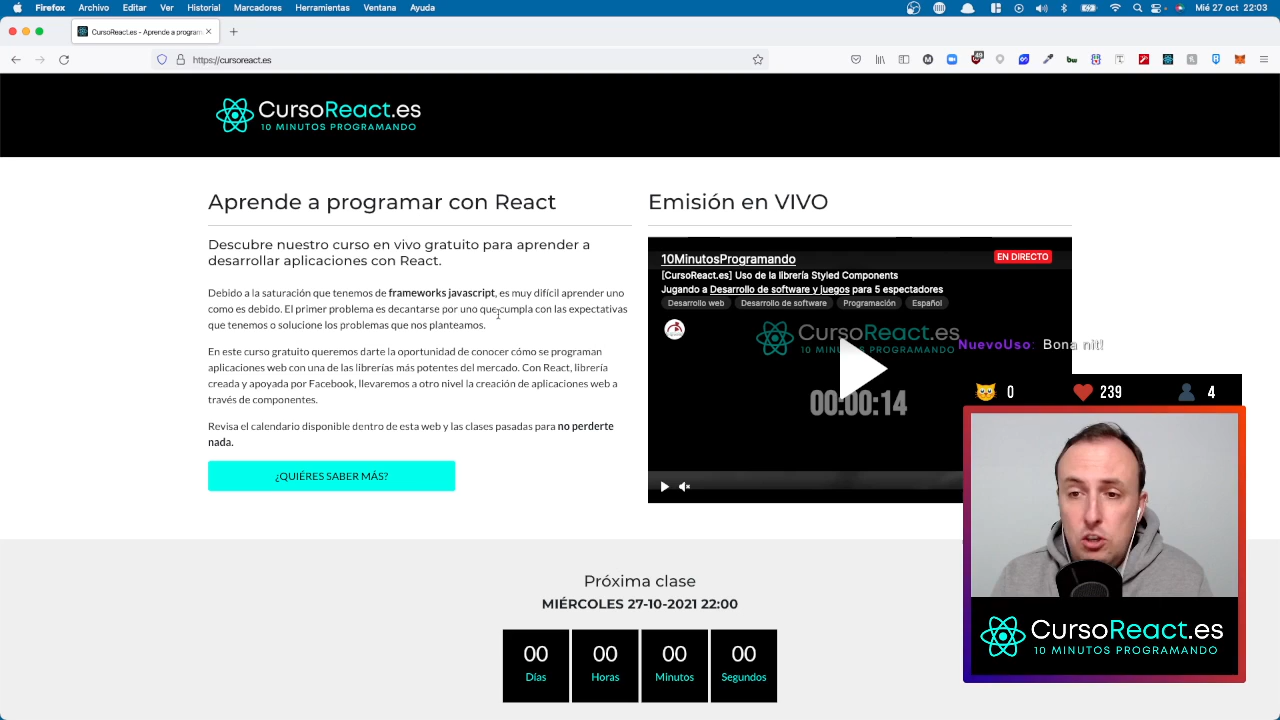 Firefox Archivo Editar Ver Historial Marcadores Herramientas Ventana Ayuda
Mié 27 oct 22:03
CursoReact.es - Aprende a program
https://cursoreact.es
49
CursoReact.es
10 MINUTOS PROGRAMANDO
Aprende a programar con React
Descubre nuestro curso en vivo gratuito para aprender a
desarrollar aplicaciones con React.
Debido a la saturación que tenemos de frameworks javascript, es muy difícil aprender uno
como es debido. El primer problema es decantarse por uno que cumpla con las expectativas
que tenemos o solucione los problemas que nos planteamos.
En este curso gratuito queremos darte la oportunidad de conocer cómo se programan
aplicaciones web con una de las librerías más potentes del mercado. Con React, librería
creada y apoyada por Facebook, llevaremos a otro nivel la creación de aplicaciones web a
través de componentes.
Revisa el calendario disponible dentro de esta web y las clases pasadas para no perderte
nada.
¿QUIÉRES SABER MÁS?
Emisión en VIVO
10MinutosProgramando
EN DIRECTO
[CursoReact.es] Uso de la librería Styled Components
Jugando a Desarrollo de software y juegos para 5 espectadores
Desarrollo web Desarrollo de software Programación Español
CursoReact.es
10 MINUTOS PROGRAMANDO
00:00:14
NuevoUso: Bona nit!
0 239 4
CursoReact.es
10 MINUTOS PROGRAMANDO
Próxima clase
MIÉRCOLES 27-10-2021 22:00
00 00 00 00
Días Horas Minutos Segundos